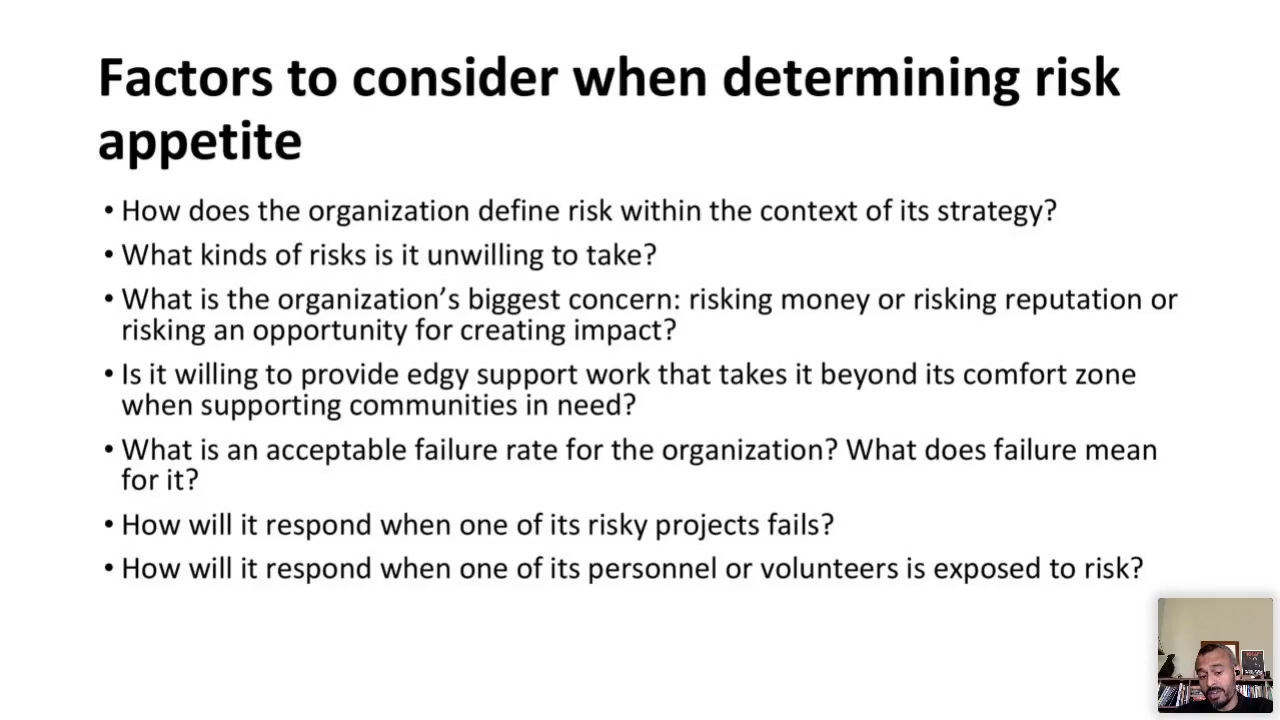 Factors to consider when determining risk
appetite
• How does the organization define risk within the context of its strategy?
• What kinds of risks is it unwilling to take?
• What is the organization’s biggest concern: risking money or risking reputation or
risking an opportunity for creating impact?
• Is it willing to provide edgy support work that takes it beyond its comfort zone
when supporting communities in need?
• What is an acceptable failure rate for the organization? What does failure mean
for it?
• How will it respond when one of its risky projects fails?
• How will it respond when one of its personnel or volunteers is exposed to risk?